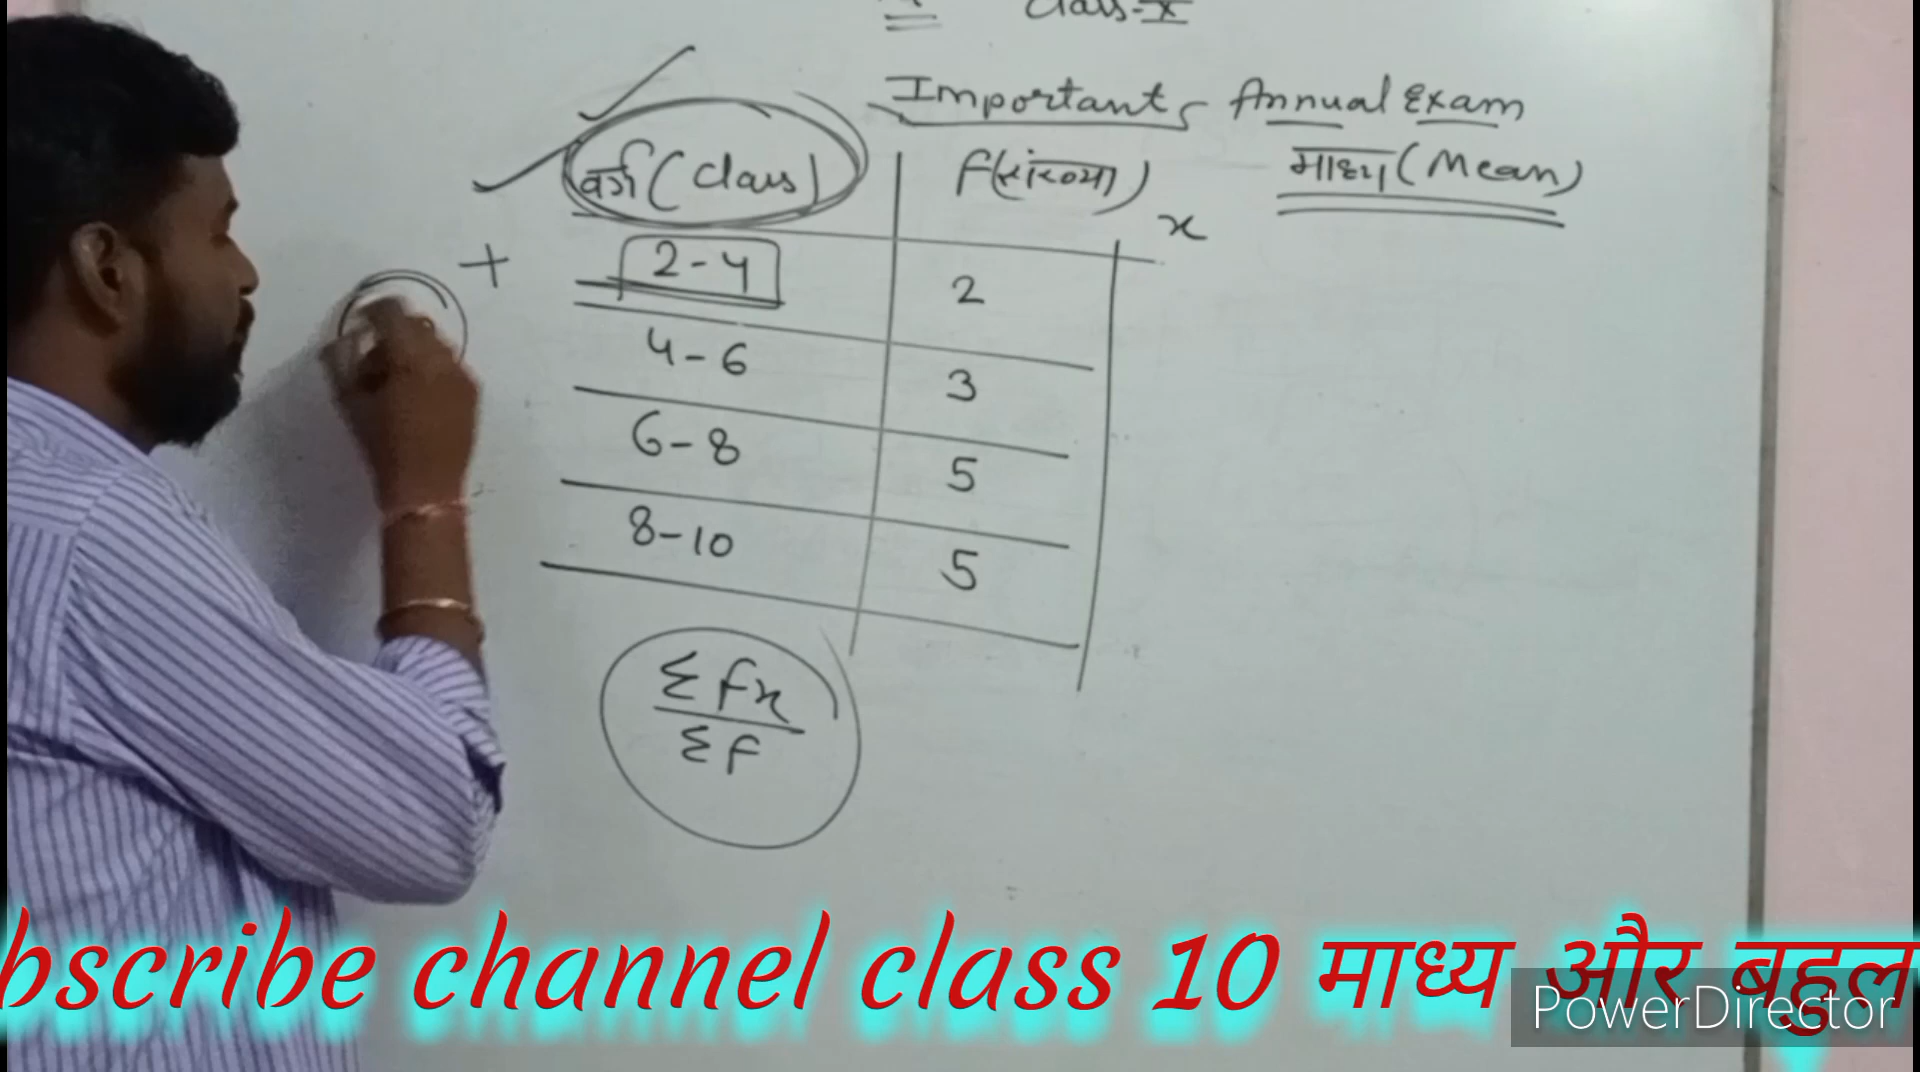 Class-X
Important, Annual Exam
माध्य (Mean)
वर्ग (Class) f(संख्या) x
2-4 2
4-6 3
6-8 5
8-10 5
+
Σfx
Σf
bscribe channel class 10 माध्य और बहुल
PowerDirector